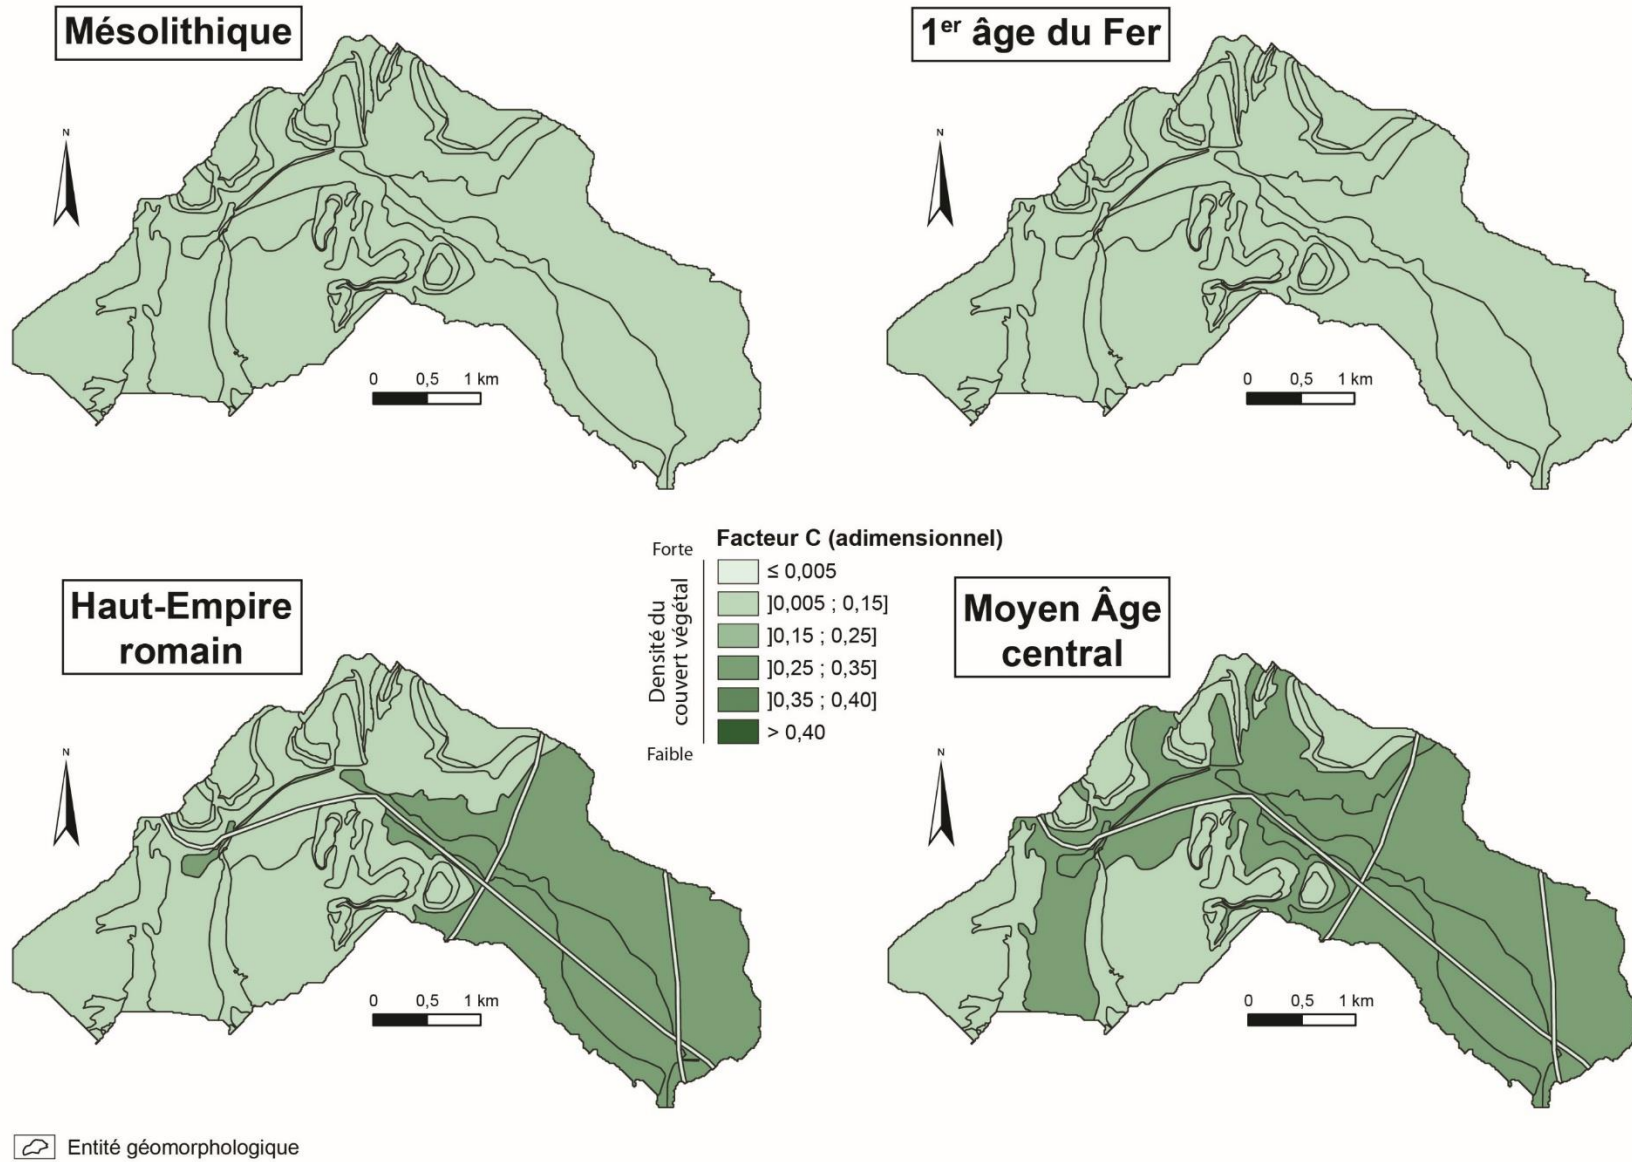 Mésolithique
1er âge du Fer
N
N
0 0,5 1 km
0 0,5 1 km
Facteur C (adimensionnel)
Forte
Densité du
couvert végétal
Faible
≤ 0,005
]0,005 ; 0,15]
]0,15 ; 0,25]
]0,25 ; 0,35]
]0,35 ; 0,40]
> 0,40
Haut-Empire
romain
Moyen Âge
central
N
N
0 0,5 1 km
0 0,5 1 km
Entité géomorphologique